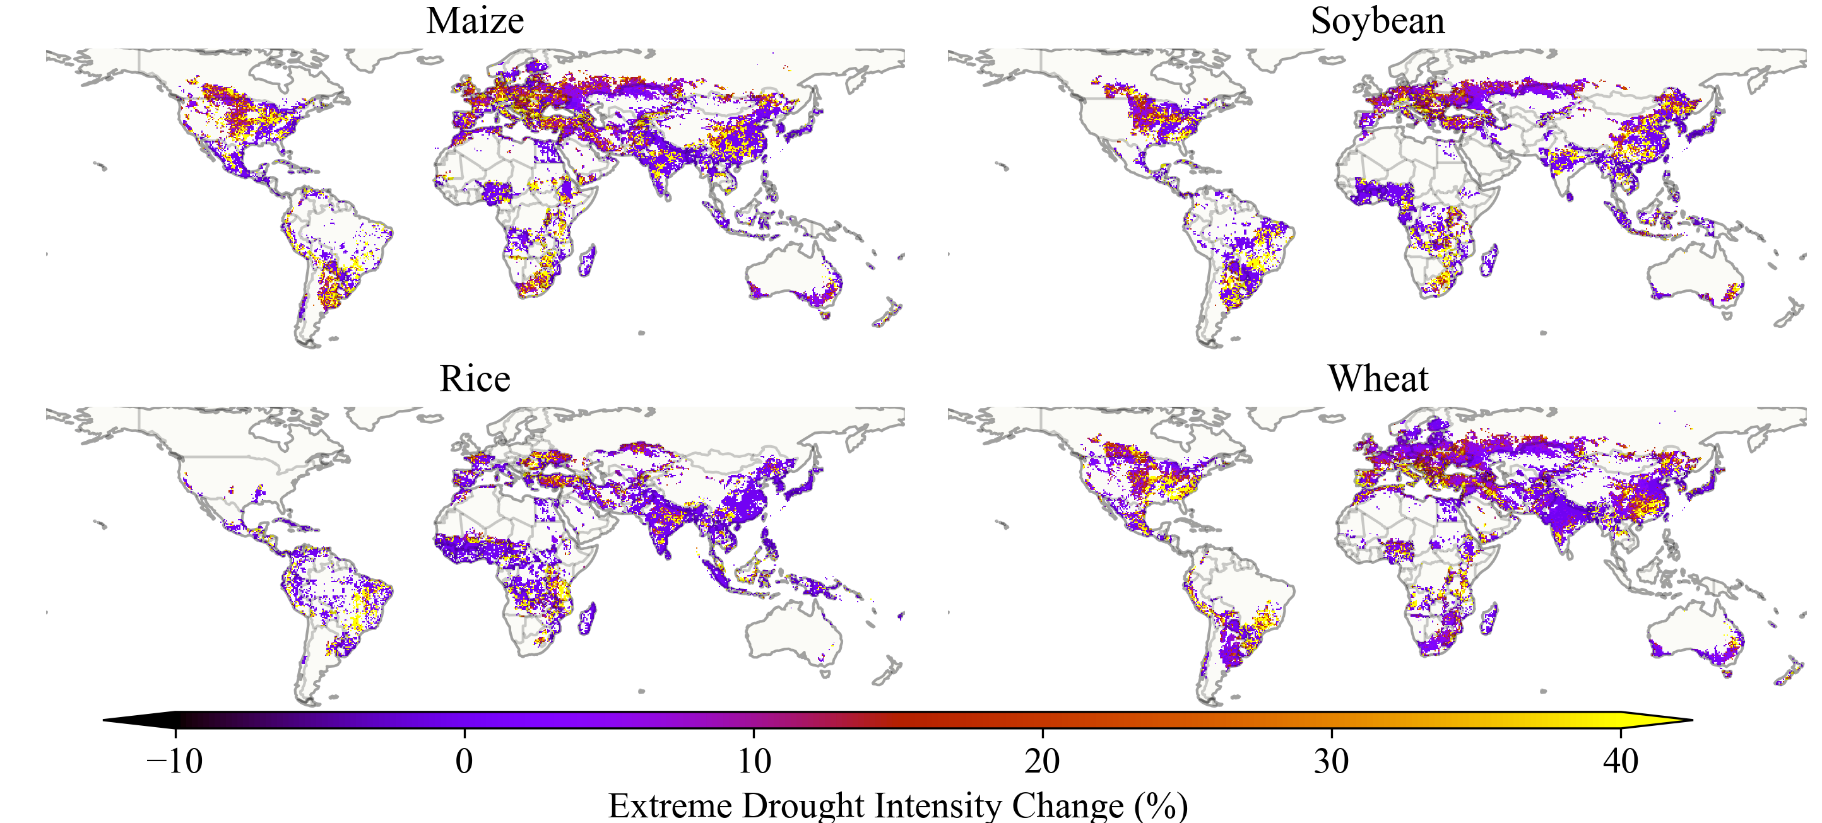 Maize
Soybean
Rice
Wheat
−10 0 10 20 30 40
Extreme Drought Intensity Change (%)